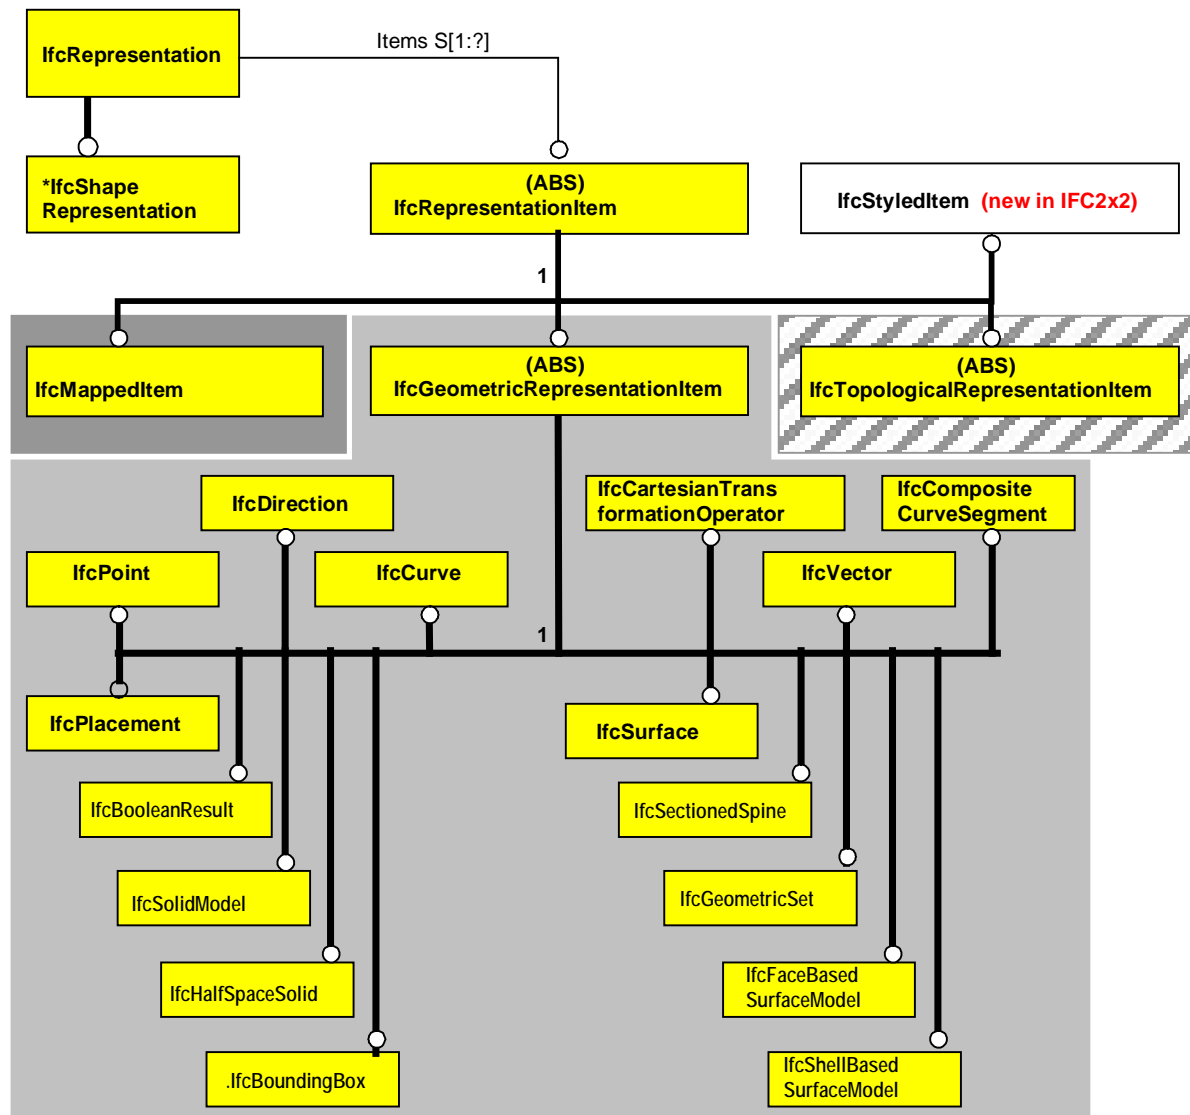 Items S[1:?]
IfcRepresentation
*IfcShape
Representation
(ABS)
IfcRepresentationItem
IfcStyledItem (new in IFC2x2)
1
IfcMappedItem
(ABS)
IfcGeometricRepresentationItem
(ABS)
IfcTopologicalRepresentationItem
IfcDirection
IfcCartesianTrans
formationOperator
IfcComposite
CurveSegment
IfcPoint
IfcCurve
IfcVector
1
IfcPlacement
IfcSurface
IfcBooleanResult
IfcSectionedSpine
IfcSolidModel
IfcGeometricSet
IfcHalfSpaceSolid
IfcFaceBased
SurfaceModel
.IfcBoundingBox
IfcShellBased
SurfaceModel